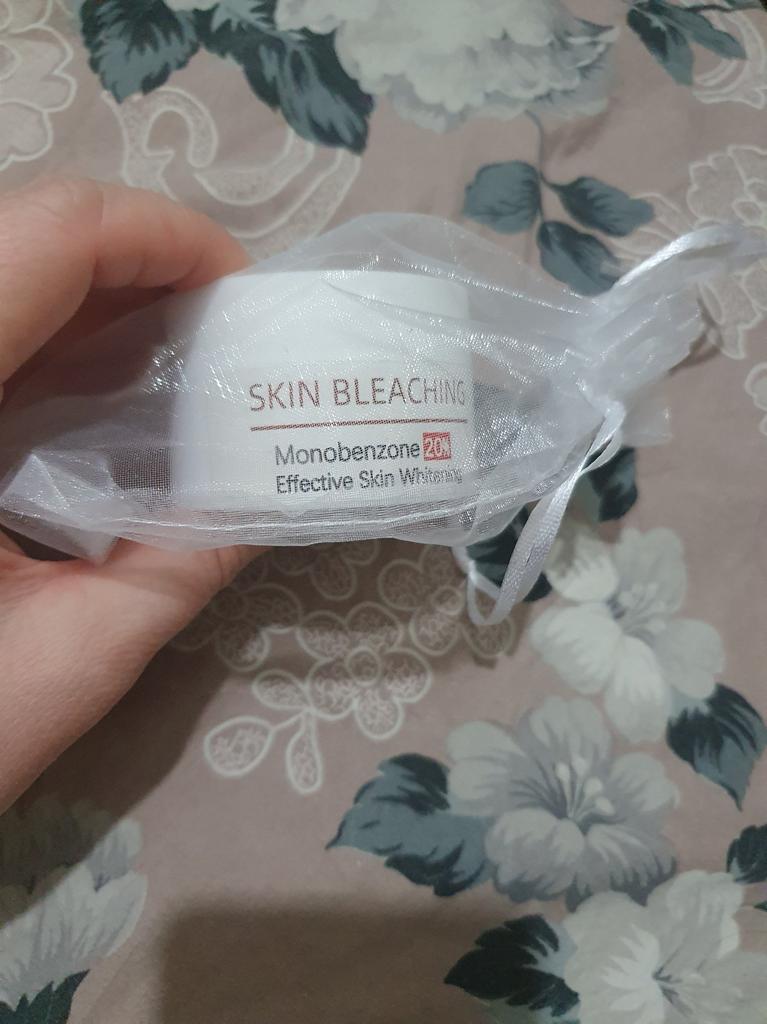 SKIN BLEACHING
Monobenzone 20%
Effective Skin Whitening